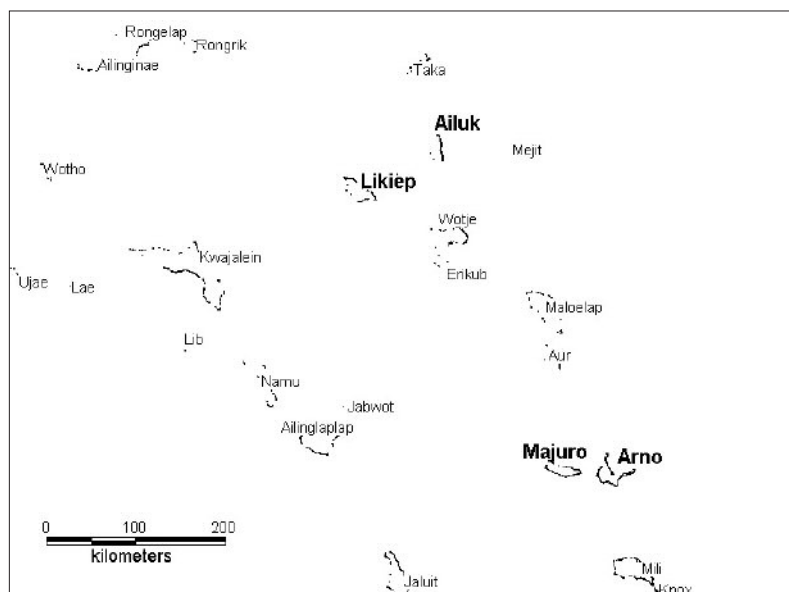 Rongelap
Rongrik
Ailinginae
Taka
Ailuk
Mejit
Wotho
Likiep
Wotje
Kwajalein
Erikub
Ujae
Lae
Maloelap
Lib
Aur
Namu
Jabwot
Ailinglaplap
Majuro
Arno
0 100 200
kilometers
Mili
Jaluit
Knox